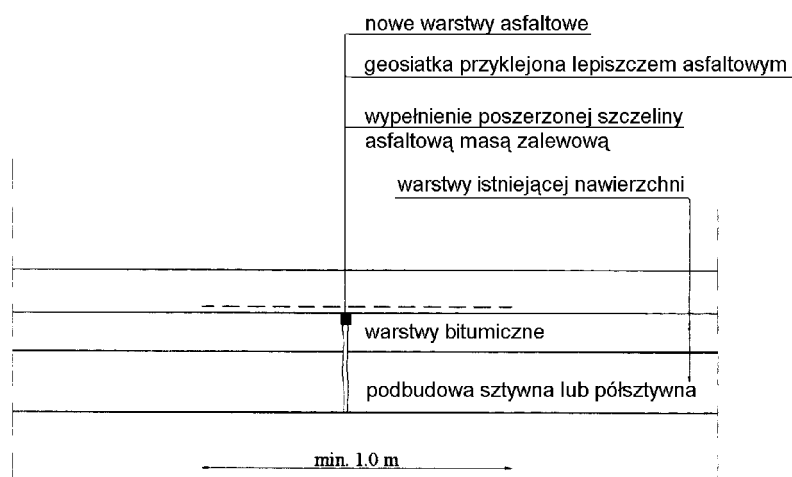 nowe warstwy asfaltowe
geosiatka przyklejona lepiszczem asfaltowym
wypełnienie poszerzonej szczeliny
asfaltową masą zalewową
warstwy istniejącej nawierzchni
warstwy bitumiczne
podbudowa sztywna lub półsztywna
min. 1.0 m